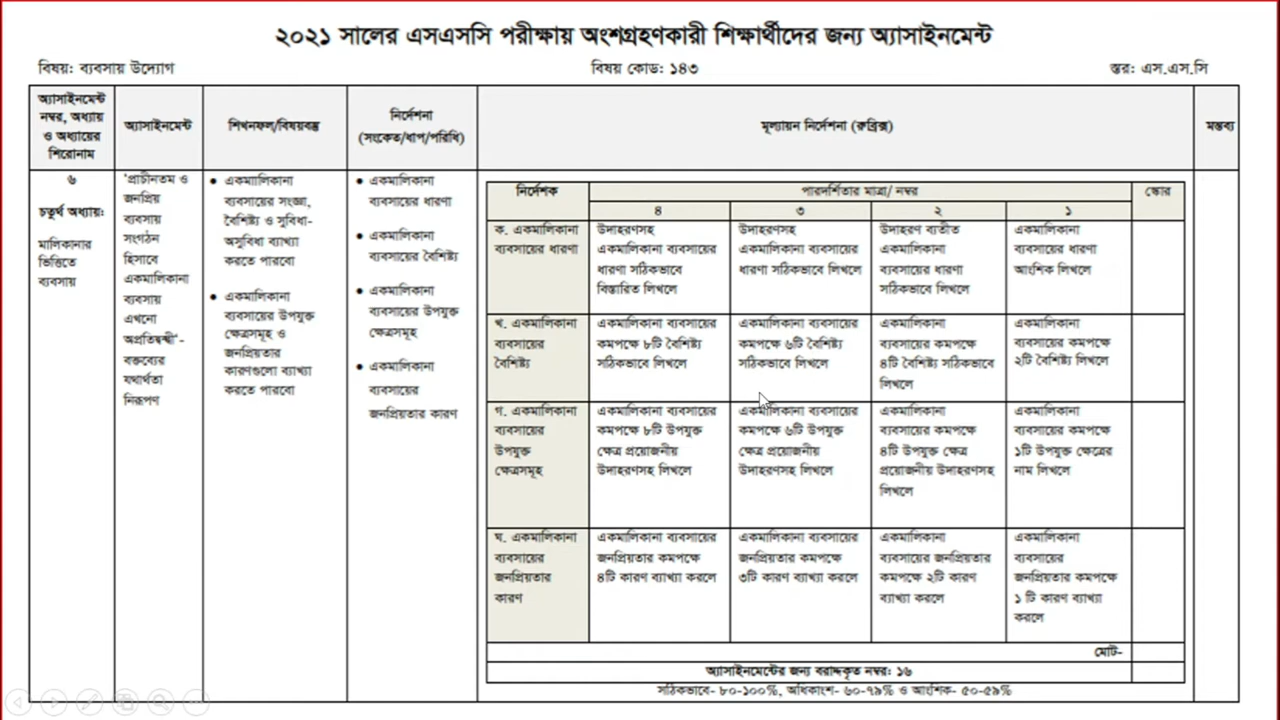 ২০২১ সালের এসএসসি পরীক্ষায় অংশগ্রহণকারী শিক্ষার্থীদের জন্য অ্যাসাইনমেন্ট
বিষয়: ব্যবসায় উদ্যোগ
বিষয় কোড: ১৪৩
স্তর: এস.এস.সি
অ্যাসাইনমেন্ট
নম্বর, অধ্যায়
ও অধ্যায়ের
শিরোনাম
অ্যাসাইনমেন্ট
শিখনফল/বিষয়বস্তু
নির্দেশনা
(সংকেত/ধাপ/পরিধি)
মূল্যায়ন নির্দেশনা (রুব্রিক্স)
মন্তব্য
৬
চতুর্থ অধ্যায়:
মালিকানার
ভিত্তিতে
ব্যবসায়
'প্রাচীনতম ও
জনপ্রিয়
ব্যবসায়
সংগঠন
হিসাবে
একমালিকানা
ব্যবসায়
এখনো
অপ্রতিদ্বন্দ্বী'-
বক্তব্যের
যথার্থতা
নিরূপণ
• একমাালিকানা
ব্যবসায়ের সংজ্ঞা,
বৈশিষ্ট্য ও সুবিধা-
অসুবিধা ব্যাখ্যা
করতে পারবো
• একমালিকানা
ব্যবসায়ের উপযুক্ত
ক্ষেত্রসমূহ ও
জনপ্রিয়তার
কারণগুলো ব্যাখ্যা
করতে পারবো
• একমালিকানা
ব্যবসায়ের ধারণা
• একমালিকানা
ব্যবসায়ের বৈশিষ্ট্য
• একমালিকানা
ব্যবসায়ের উপযুক্ত
ক্ষেত্রসমূহ
• একমালিকানা
ব্যবসায়ের
জনপ্রিয়তার কারণ
নির্দেশক
পারদর্শিতার মাত্রা/ নম্বর
স্কোর
৪
৩
২
১
ক. একমালিকানা
ব্যবসায়ের ধারণা
উদাহরণসহ
একমালিকানা ব্যবসায়ের
ধারণা সঠিকভাবে
বিস্তারিত লিখলে
উদাহরণসহ
একমালিকানা ব্যবসায়ের
ধারণা সঠিকভাবে লিখলে
উদাহরণ ব্যতীত
একমালিকানা
ব্যবসায়ের ধারণা
সঠিকভাবে লিখলে
একমালিকানা
ব্যবসায়ের ধারণা
আংশিক লিখলে
খ. একমালিকানা
ব্যবসায়ের
বৈশিষ্ট্য
একমালিকানা ব্যবসায়ের
কমপক্ষে ৮টি বৈশিষ্ট্য
সঠিকভাবে লিখলে
একমালিকানা ব্যবসায়ের
কমপক্ষে ৬টি বৈশিষ্ট্য
সঠিকভাবে লিখলে
একমালিকানা
ব্যবসায়ের কমপক্ষে
৪টি বৈশিষ্ট্য সঠিকভাবে
লিখলে
একমালিকানা
ব্যবসায়ের কমপক্ষে
২টি বৈশিষ্ট্য লিখলে
গ. একমালিকানা
ব্যবসায়ের
উপযুক্ত
ক্ষেত্রসমূহ
একমালিকানা ব্যবসায়ের
কমপক্ষে ৮টি উপযুক্ত
ক্ষেত্র প্রয়োজনীয়
উদাহরণসহ লিখলে
একমালিকানা ব্যবসায়ের
কমপক্ষে ৬টি উপযুক্ত
ক্ষেত্র প্রয়োজনীয়
উদাহরণসহ লিখলে
একমালিকানা
ব্যবসায়ের কমপক্ষে
৪টি উপযুক্ত ক্ষেত্র
প্রয়োজনীয় উদাহরণসহ
লিখলে
একমালিকানা
ব্যবসায়ের কমপক্ষে
১টি উপযুক্ত ক্ষেত্রের
নাম লিখলে
ঘ. একমালিকানা
ব্যবসায়ের
জনপ্রিয়তার
কারণ
একমালিকানা ব্যবসায়ের
জনপ্রিয়তার কমপক্ষে
৪টি কারণ ব্যাখ্যা করলে
একমালিকানা ব্যবসায়ের
জনপ্রিয়তার কমপক্ষে
৩টি কারণ ব্যাখ্যা করলে
একমালিকানা
ব্যবসায়ের জনপ্রিয়তার
কমপক্ষে ২টি কারণ
ব্যাখ্যা করলে
একমালিকানা
ব্যবসায়ের
জনপ্রিয়তার কমপক্ষে
১ টি কারণ ব্যাখ্যা
করলে
মোট-
অ্যাসাইনমেন্টের জন্য বরাদ্দকৃত নম্বর: ১৬
সঠিকভাবে- ৮০-১০০%, অধিকাংশ- ৬০-৭৯% ও আংশিক- ৫০-৫৯%